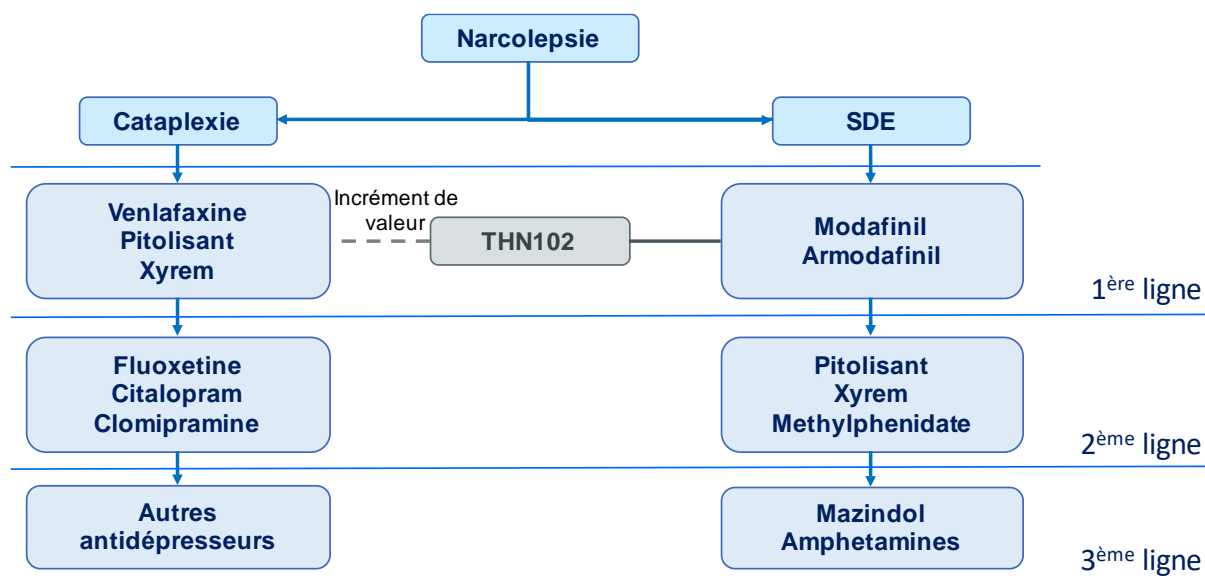 Narcolepsie
Cataplexie
SDE
Venlafaxine
Pitolisant
Xyrem
Incrément de
valeur
THN102
Modafinil
Armodafinil
1ère ligne
Fluoxetine
Citalopram
Clomipramine
Pitolisant
Xyrem
Methylphenidate
2ème ligne
Autres
antidépresseurs
Mazindol
Amphetamines
3ème ligne